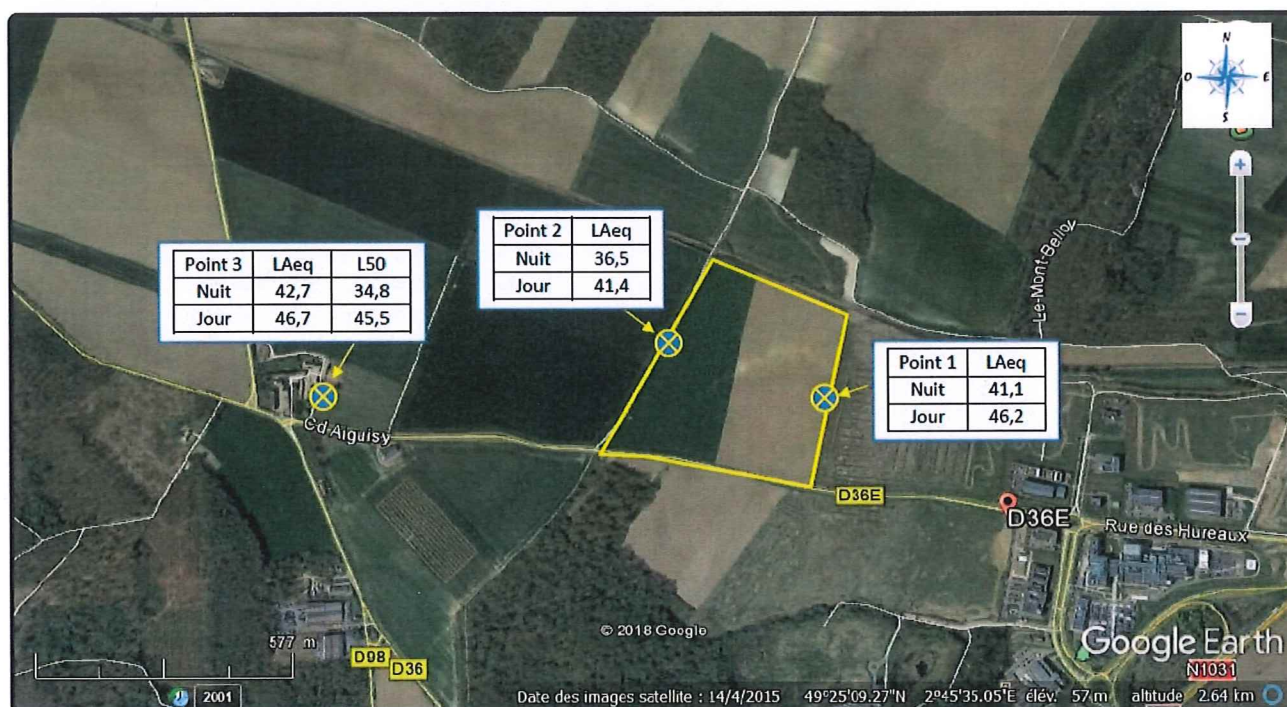 N
O E
S
Point 2 LAeq
Nuit 36,5
Jour 41,4
Point 3 LAeq L50
Nuit 42,7 34,8
Jour 46,7 45,5
Point 1 LAeq
Nuit 41,1
Jour 46,2
Le-Mont-Belloy
Cd-Aiguisy
D36E
D36E
Rue des Hureaux
577 m
© 2018 Google
Google Earth
D98
D36
N1031
2001
Date des images satellite : 14/4/2015 49°25'09.27"N 2°45'35.05"E élév. 57 m altitude 2.64 km